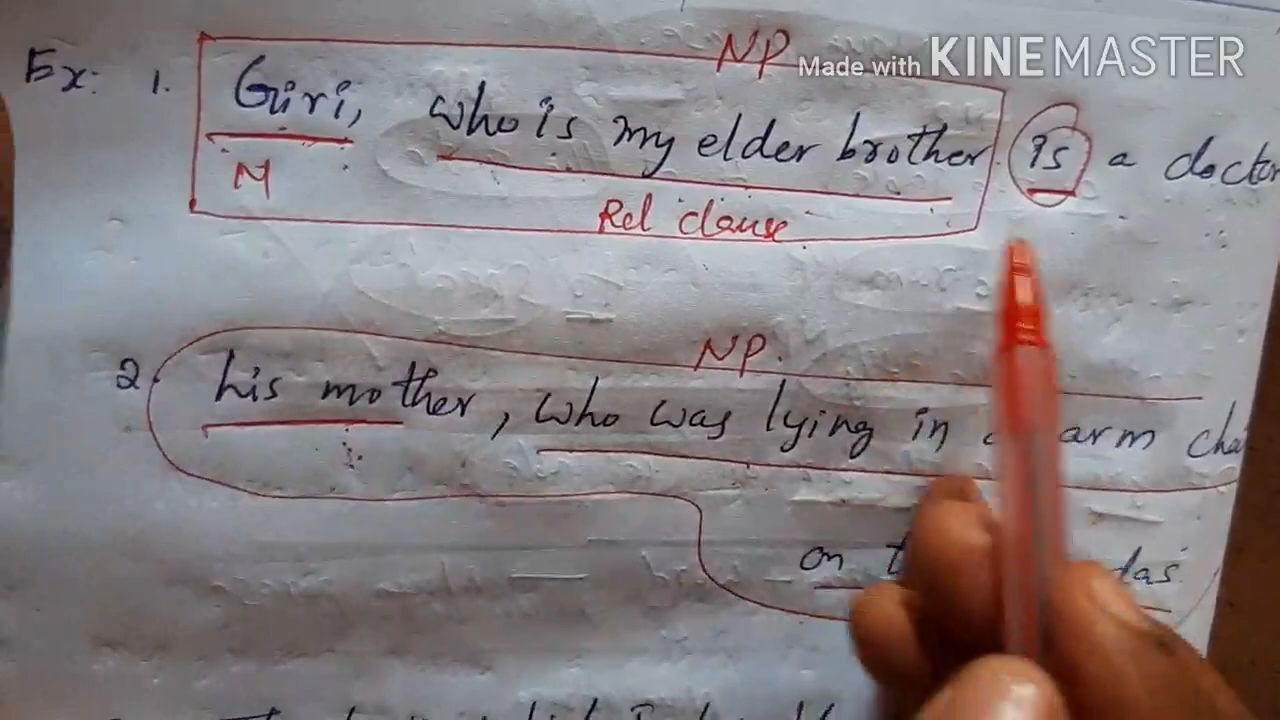 NP
Made with KINEMASTER
Ex: 1. Giri, who is my elder brother. is a doctor
N
Rel clause
NP.
2. his mother, who was lying in arm chai
on